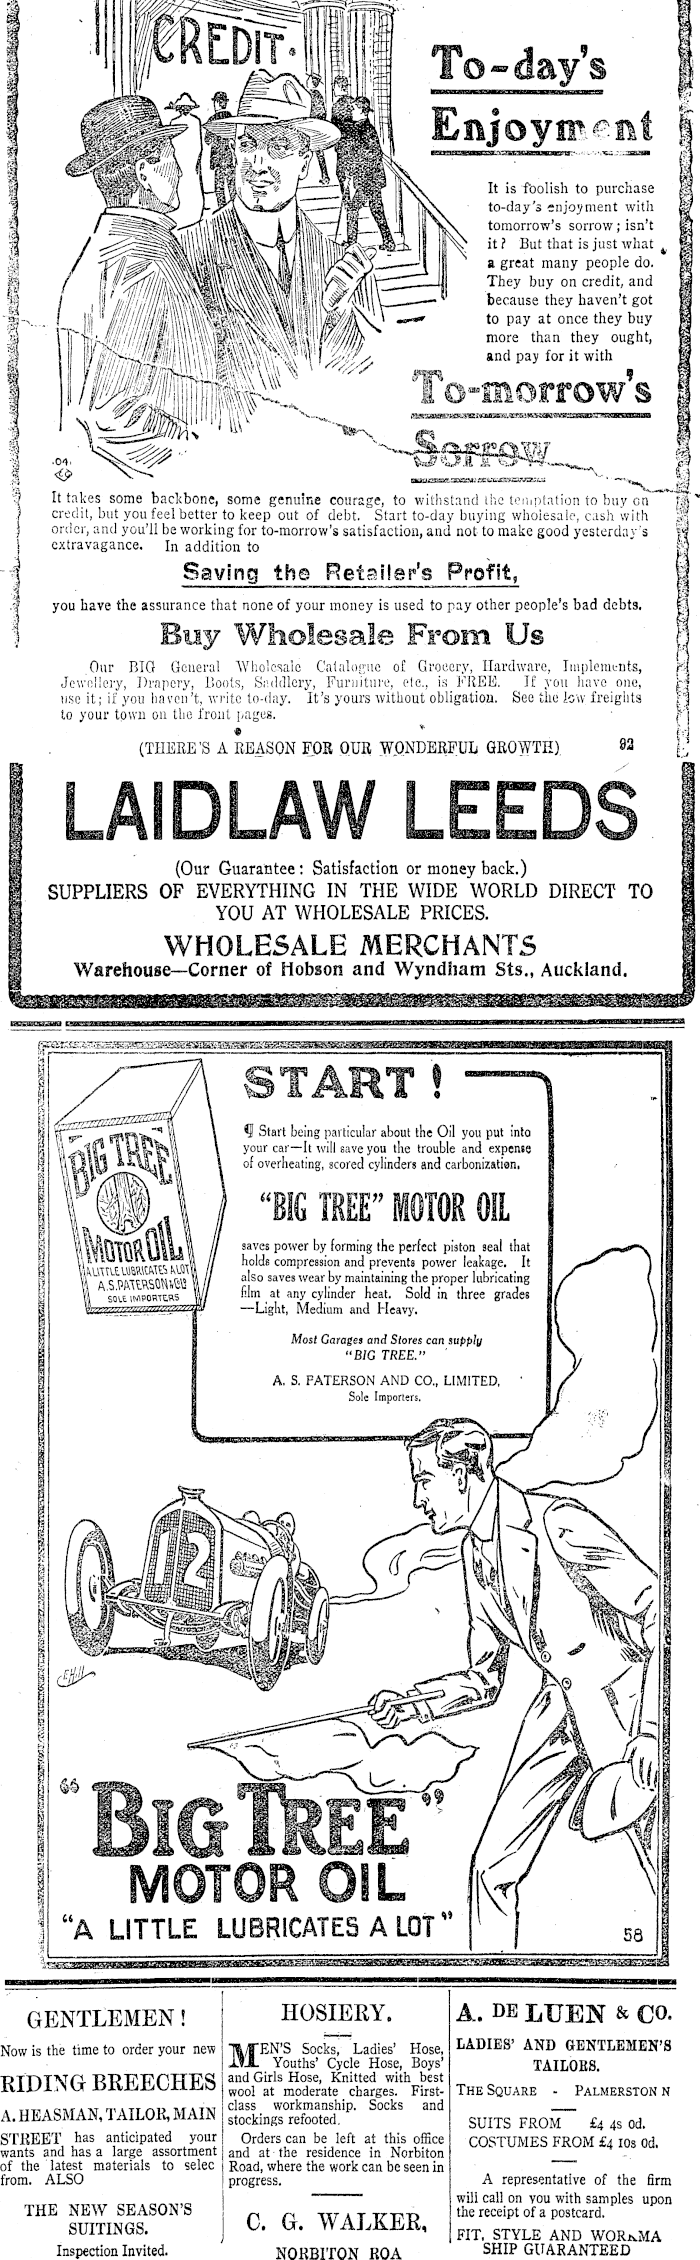 CREDIT.
To-day's
Enjoyment
It is foolish to purchase
to-day's enjoyment with
tomorrow's sorrow; isn't
it? But that is just what
a great many people do.
They buy on credit, and
because they haven't got
to pay at once they buy
more than they ought,
and pay for it with
To-morrow's
Sorrow
It takes some backbone, some genuine courage, to withstand the temptation to buy on
credit, but you feel better to keep out of debt. Start to-day buying wholesale, cash with
order, and you'll be working for to-morrow's satisfaction, and not to make good yesterday's
extravagance. In addition to
Saving the Retailer's Profit,
you have the assurance that none of your money is used to pay other people's bad debts.
Buy Wholesale From Us
Our BIG General Wholesale Catalogue of Grocery, Hardware, Implements,
Jewellery, Drapery, Boots, Saddlery, Furniture, etc., is FREE. If you have one,
use it; if you haven't, write to-day. It's yours without obligation. See the low freights
to your town on the front pages.
(THERE'S A REASON FOR OUR WONDERFUL GROWTH) 92
LAIDLAW LEEDS
(Our Guarantee: Satisfaction or money back.)
SUPPLIERS OF EVERYTHING IN THE WIDE WORLD DIRECT TO
YOU AT WHOLESALE PRICES.
WHOLESALE MERCHANTS
Warehouse—Corner of Hobson and Wyndham Sts., Auckland.
BIG TREE
MOTOR OIL
A LITTLE LUBRICATES A LOT
A.S. PATERSON & CO
SOLE IMPORTERS
START!
¶ Start being particular about the Oil you put into
your car—It will save you the trouble and expense
of overheating, scored cylinders and carbonization.
"BIG TREE" MOTOR OIL
saves power by forming the perfect piston seal that
holds compression and prevents power leakage. It
also saves wear by maintaining the proper lubricating
film at any cylinder heat. Sold in three grades
—Light, Medium and Heavy.
Most Garages and Stores can supply
"BIG TREE."
A. S. PATERSON AND CO., LIMITED,
Sole Importers.
12
E Hill
"BIG TREE"
MOTOR OIL
"A LITTLE LUBRICATES A LOT"
58
GENTLEMEN!
Now is the time to order your new
RIDING BREECHES
A. HEASMAN, TAILOR, MAIN
STREET has anticipated your
wants and has a large assortment
of the latest materials to selec
from. ALSO
THE NEW SEASON'S
SUITINGS.
Inspection Invited.
HOSIERY.
MEN'S Socks, Ladies' Hose,
Youths' Cycle Hose, Boys'
and Girls Hose, Knitted with best
wool at moderate charges. First-
class workmanship. Socks and
stockings refooted.
Orders can be left at this office
and at the residence in Norbiton
Road, where the work can be seen in
progress.
C. G. WALKER,
NORBITON ROA
A. DE LUEN & CO.
LADIES' AND GENTLEMEN'S
TAILORS.
THE SQUARE - PALMERSTON N
SUITS FROM £4 4s 0d.
COSTUMES FROM £4 10s 0d.
A representative of the firm
will call on you with samples upon
the receipt of a postcard.
FIT, STYLE AND WORKMA
SHIP GUARANTEED